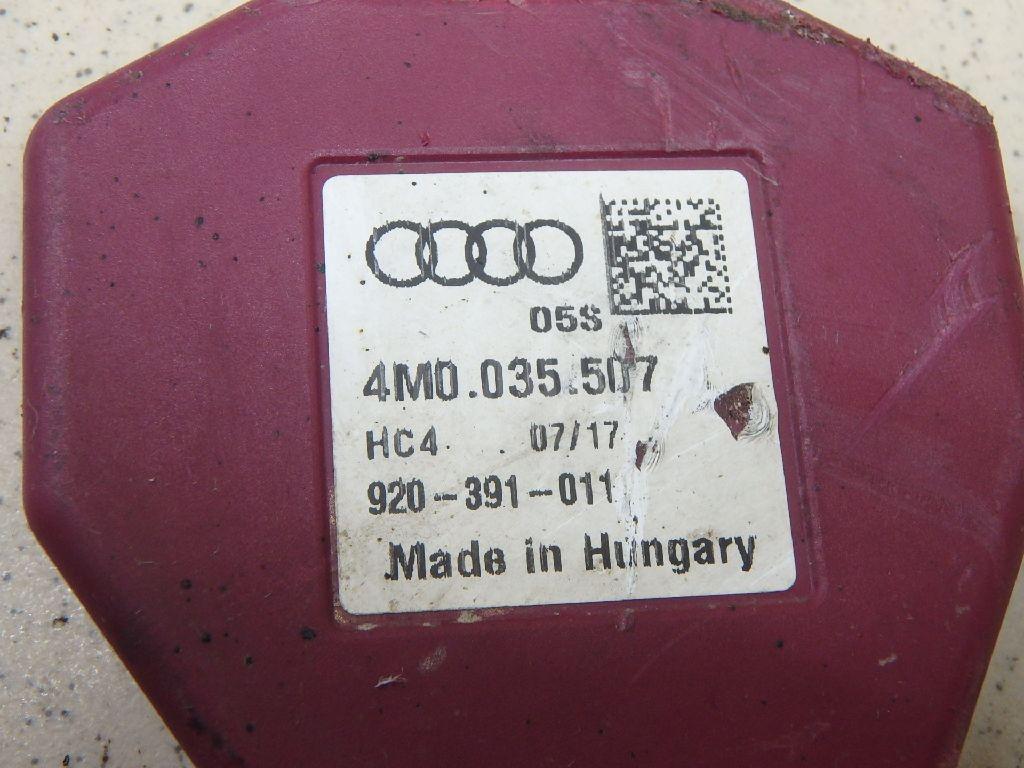 05S
4M0.035.507
HC4 07/17
920-391-011
Made in Hungary